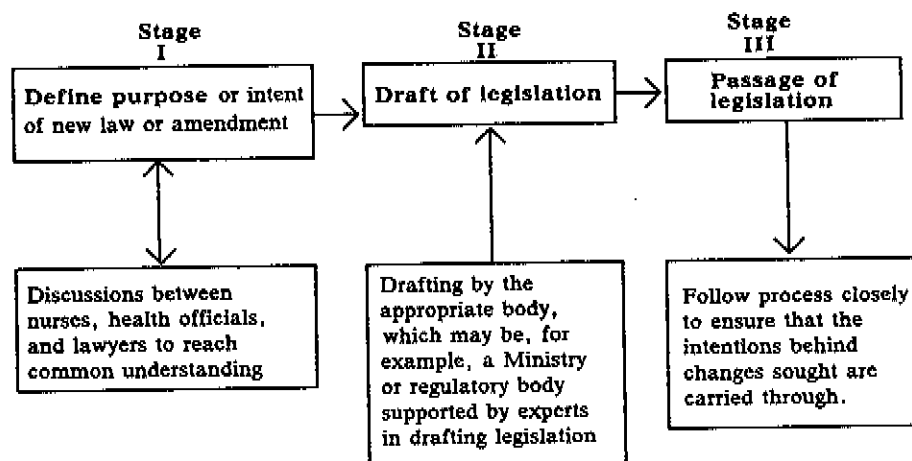 Stage
I
Define purpose or intent
of new law or amendment
Stage
II
Draft of legislation
Stage
III
Passage of
legislation
Discussions between
nurses, health officials,
and lawyers to reach
common understanding
Drafting by the
appropriate body,
which may be, for
example, a Ministry
or regulatory body
supported by experts
in drafting legislation
Follow process closely
to ensure that the
intentions behind
changes sought are
carried through.